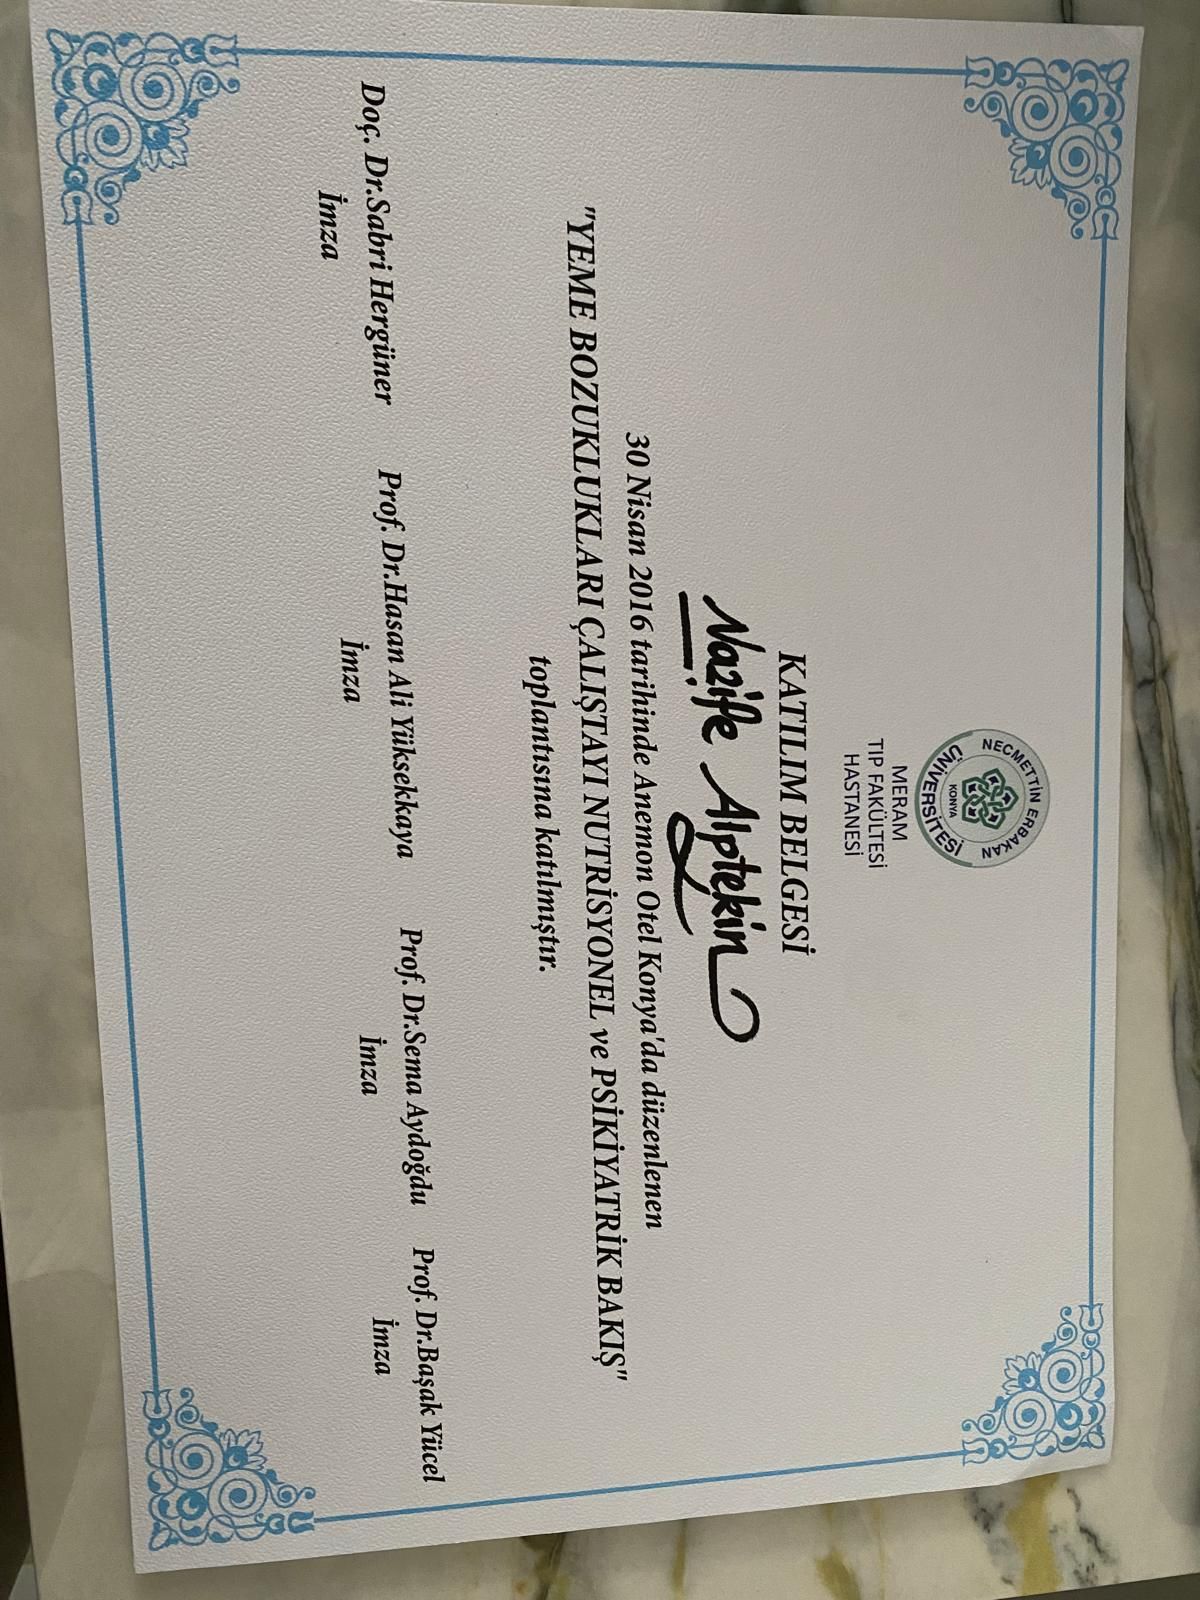 NECMETTİN ERBAKAN
ÜNİVERSİTESİ
KONYA
MERAM
TIP FAKÜLTESİ
HASTANESİ
KATILIM BELGESİ
Nazife Alptekin
30 Nisan 2016 tarihinde Anemon Otel Konya'da düzenlenen
"YEME BOZUKLUKLARI ÇALIŞTAYI NUTRİSYONEL ve PSİKİYATRİK BAKIŞ"
toplantısına katılmıştır.
Doç. Dr.Sabri Hergüner Prof. Dr.Hasan Ali Yüksekkaya Prof. Dr.Sema Aydoğdu Prof. Dr.Başak Yücel
İmza İmza İmza İmza